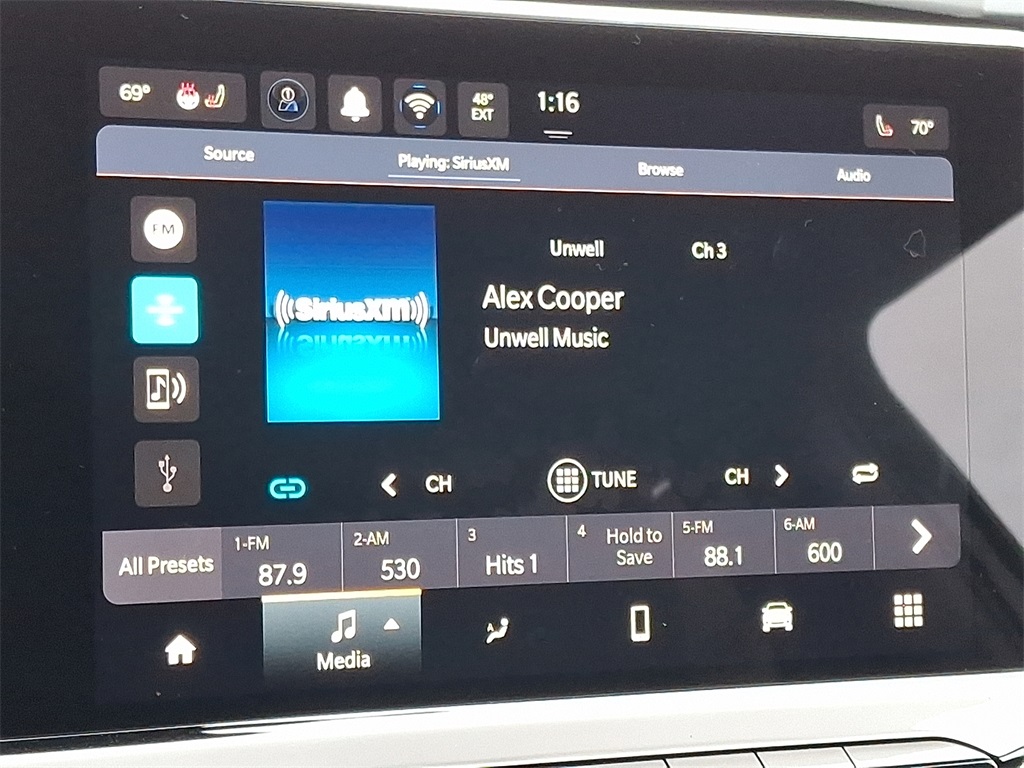 69° 48° EXT 1:16 70°
Source Playing: SiriusXM Browse Audio
FM
((SiriusXM))
Unwell Ch 3
Alex Cooper
Unwell Music
CH TUNE CH
All Presets
1-FM
87.9
2-AM
530
3
Hits 1
4
Hold to
Save
5-FM
88.1
6-AM
600
A
Media